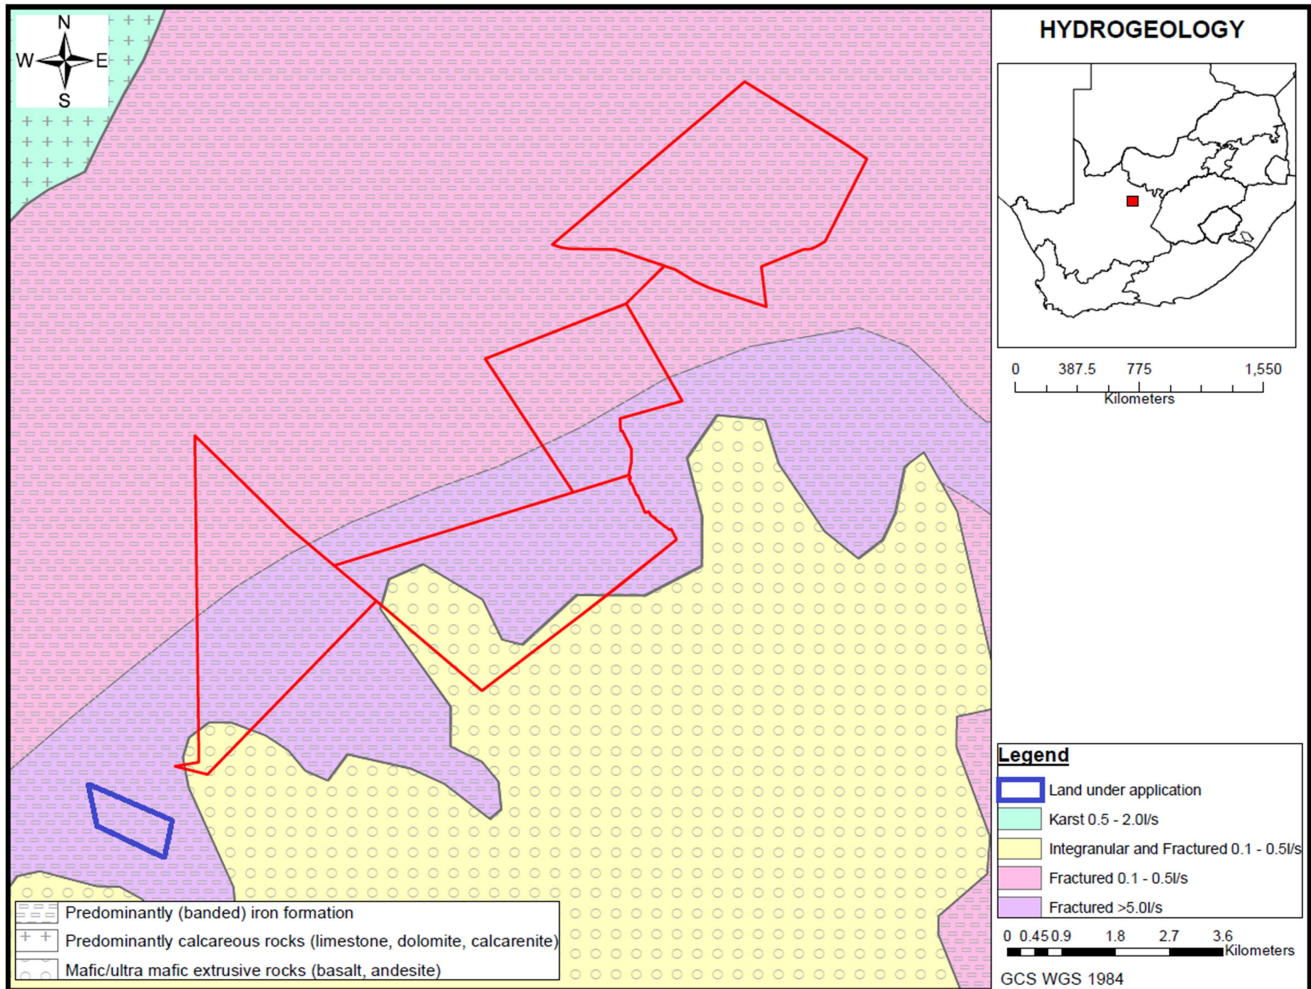 N
W E
S
HYDROGEOLOGY
0 387.5 775 1,550
Kilometers
Legend
Land under application
Karst 0.5 - 2.0l/s
Integranular and Fractured 0.1 - 0.5l/s
Fractured 0.1 - 0.5l/s
Fractured >5.0l/s
0 0.45 0.9 1.8 2.7 3.6
Kilometers
GCS WGS 1984
Predominantly (banded) iron formation
Predominantly calcareous rocks (limestone, dolomite, calcarenite)
Mafic/ultra mafic extrusive rocks (basalt, andesite)